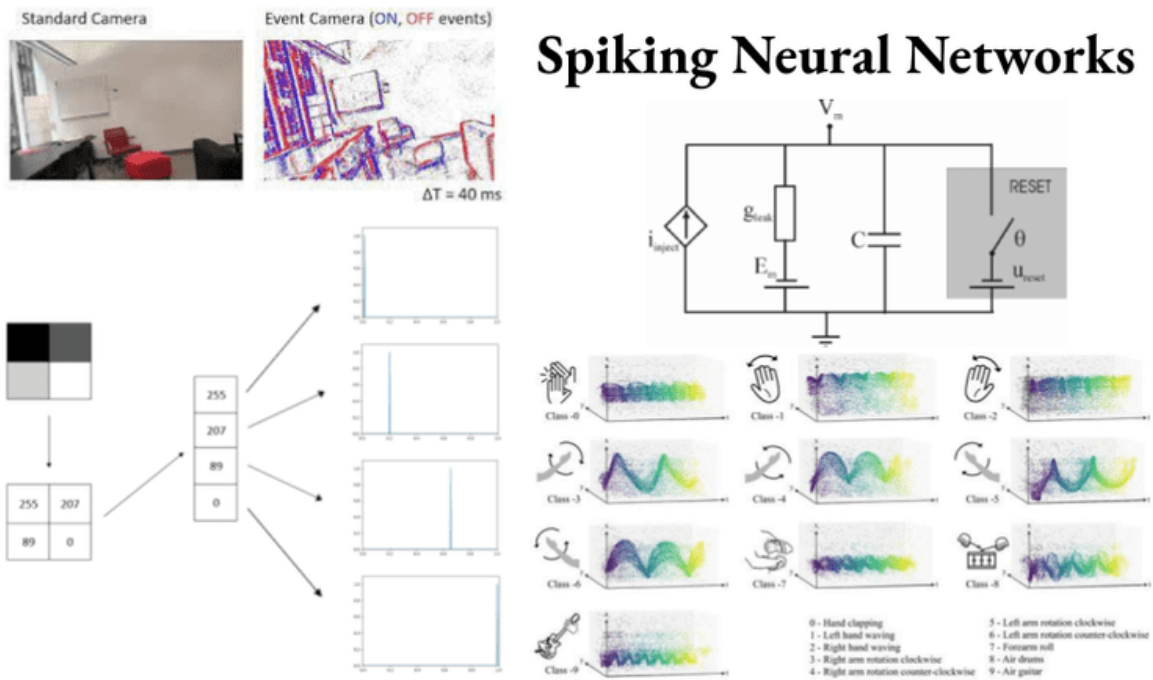 Standard Camera
Event Camera (ON, OFF events)
ΔT = 40 ms
Spiking Neural Networks
Vm
iinject
gleak
Em
C
RESET
θ
ureset
255 207
89 0
255
207
89
0
Class -0
Class -1
Class -2
Class -3
Class -4
Class -5
Class -6
Class -7
Class -8
Class -9
0 - Hand clapping
1 - Left hand waving
2 - Right hand waving
3 - Right arm rotation clockwise
4 - Right arm rotation counter-clockwise
5 - Left arm rotation clockwise
6 - Left arm rotation counter-clockwise
7 - Forearm roll
8 - Air drums
9 - Air guitar